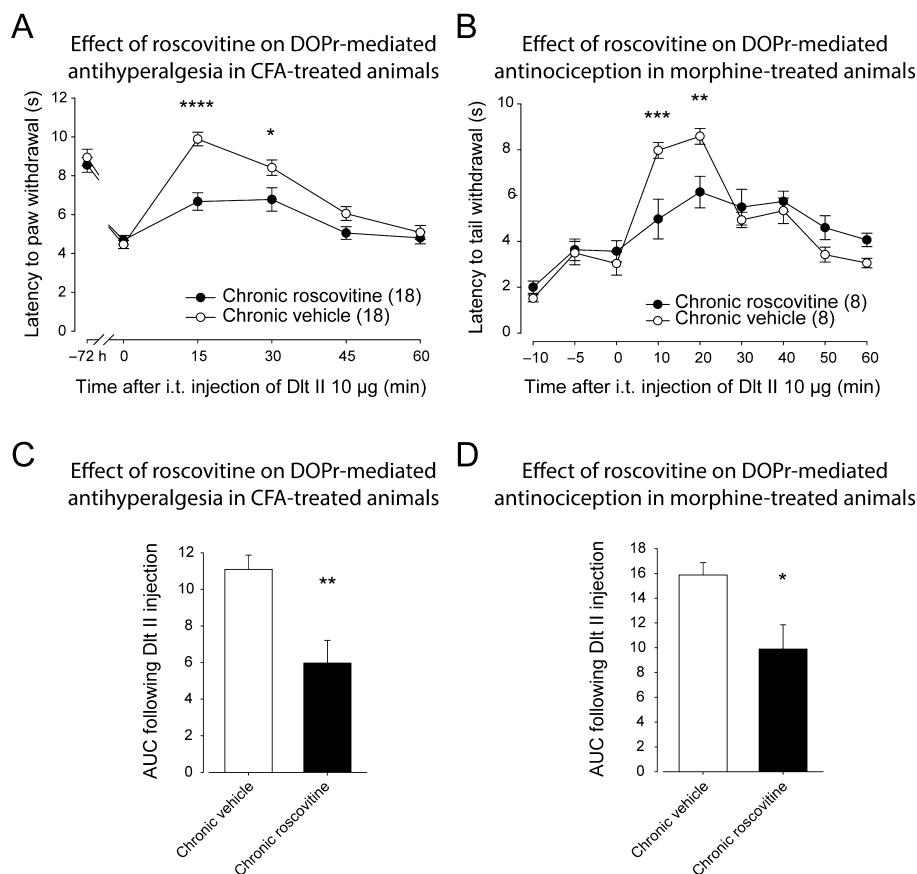 A
Effect of roscovitine on DOPr-mediated
antihyperalgesia in CFA-treated animals
12
10
8
6
4
2
0
Latency to paw withdrawal (s)
****
*
Chronic roscovitine (18)
Chronic vehicle (18)
–72 h
0
15
30
45
60
Time after i.t. injection of Dlt II 10 µg (min)
B
Effect of roscovitine on DOPr-mediated
antinociception in morphine-treated animals
10
8
6
4
2
0
Latency to tail withdrawal (s)
***
**
Chronic roscovitine (8)
Chronic vehicle (8)
–10
–5
0
10
20
30
40
50
60
Time after i.t. injection of Dlt II 10 µg (min)
C
Effect of roscovitine on DOPr-mediated
antihyperalgesia in CFA-treated animals
12
10
8
6
4
2
0
AUC following Dlt II injection
**
Chronic vehicle
Chronic roscovitine
D
Effect of roscovitine on DOPr-mediated
antinociception in morphine-treated animals
18
16
14
12
10
8
6
4
2
0
AUC following Dlt II injection
*
Chronic vehicle
Chronic roscovitine